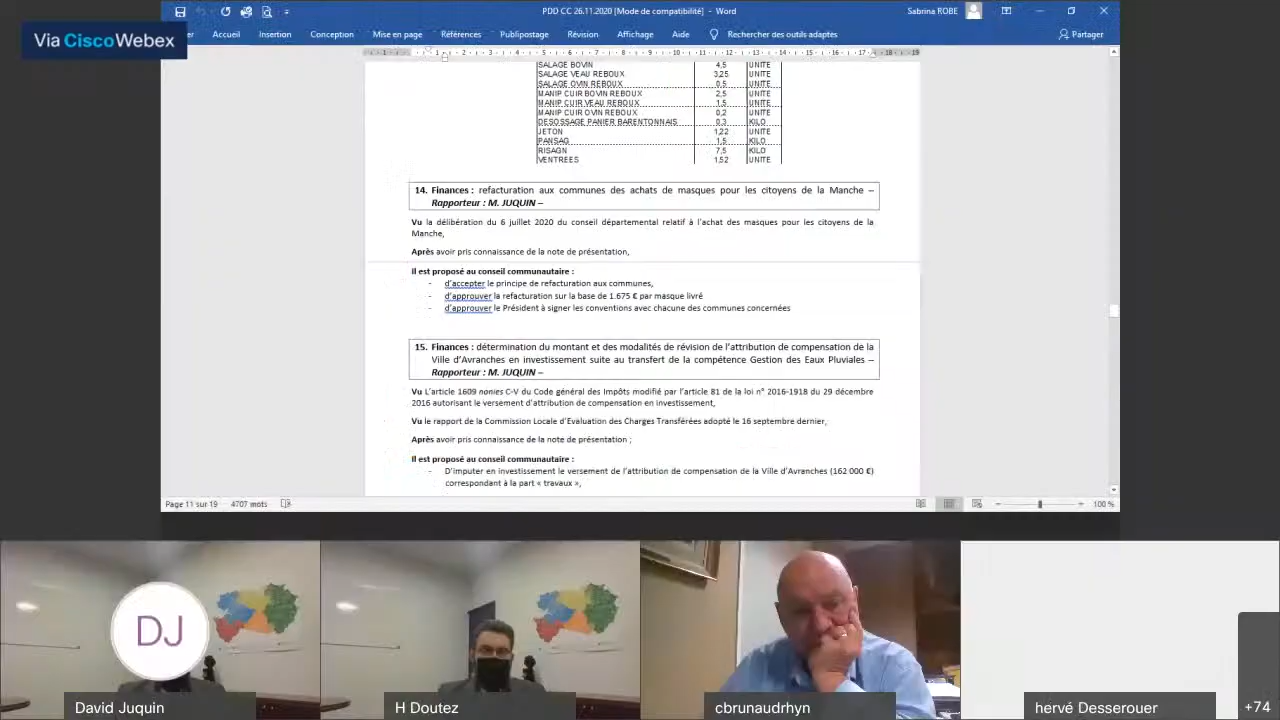 PDD CC 26.11.2020 [Mode de compatibilité] - Word
Sabrina ROBE
Via Cisco Webex
Accueil Insertion Conception Mise en page Références Publipostage Révision Affichage Aide Rechercher des outils adaptés Partager
SALAGE BOVIN 4,5 UNITE
SALAGE VEAU REBOUX 3,25 UNITE
SALAGE OVIN REBOUX 0,5 UNITE
MANIP CUIR BOVIN REBOUX 2,5 UNITE
MANIP CUIR VEAU REBOUX 1,5 UNITE
MANIP CUIR OVIN REBOUX 0,2 UNITE
DESOSSAGE PANIER BARENTONNAIS 0,3 KILO
JETON 1,22 UNITE
PANSAG 1,5 KILO
RISAGN 7,5 KILO
VENTREES 1,52 UNITE
14. Finances : refacturation aux communes des achats de masques pour les citoyens de la Manche –
Rapporteur : M. JUQUIN –
Vu la délibération du 6 juillet 2020 du conseil départemental relatif à l'achat des masques pour les citoyens de la
Manche,
Après avoir pris connaissance de la note de présentation,
Il est proposé au conseil communautaire :
- d'accepter le principe de refacturation aux communes,
- d'approuver la refacturation sur la base de 1.675 € par masque livré
- d'approuver le Président à signer les conventions avec chacune des communes concernées
15. Finances : détermination du montant et des modalités de révision de l'attribution de compensation de la
Ville d'Avranches en investissement suite au transfert de la compétence Gestion des Eaux Pluviales –
Rapporteur : M. JUQUIN –
Vu L'article 1609 nonies C-V du Code général des Impôts modifié par l'article 81 de la loi n° 2016-1918 du 29 décembre
2016 autorisant le versement d'attribution de compensation en investissement,
Vu le rapport de la Commission Locale d'Evaluation des Charges Transférées adopté le 16 septembre dernier,
Après avoir pris connaissance de la note de présentation ;
Il est proposé au conseil communautaire :
- D'imputer en investissement le versement de l'attribution de compensation de la Ville d'Avranches (162 000 €)
correspondant à la part « travaux »,
Page 11 sur 19 4707 mots 100 %
DJ
David Juquin
H Doutez
cbrunaudrhyn
hervé Desserouer
+74